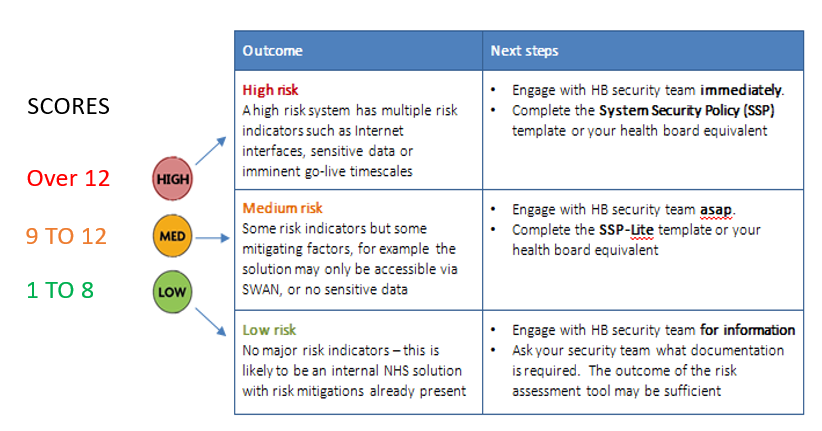 SCORES
Over 12
HIGH
9 TO 12
MED
1 TO 8
LOW
Outcome
Next steps
High risk
A high risk system has multiple risk
indicators such as Internet
interfaces, sensitive data or
imminent go-live timescales
• Engage with HB security team immediately.
• Complete the System Security Policy (SSP)
template or your health board equivalent
Medium risk
Some risk indicators but some
mitigating factors, for example the
solution may only be accessible via
SWAN, or no sensitive data
• Engage with HB security team asap.
• Complete the SSP-Lite template or your
health board equivalent
Low risk
No major risk indicators – this is
likely to be an internal NHS solution
with risk mitigations already present
• Engage with HB security team for information
• Ask your security team what documentation
is required. The outcome of the risk
assessment tool may be sufficient